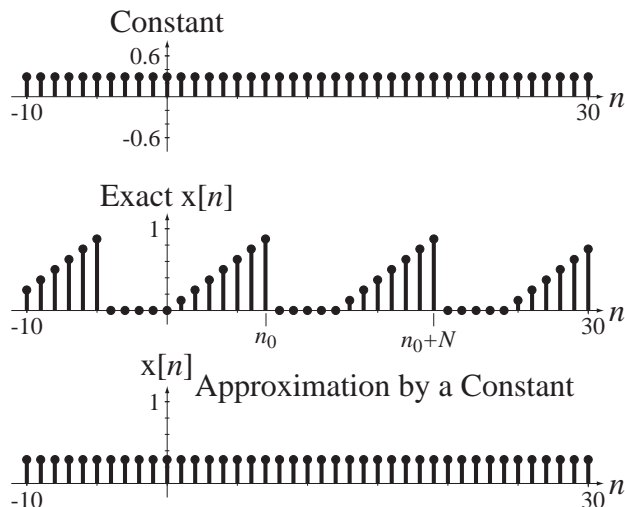 Constant
0.6
-10
30
n
-0.6
Exact x[n]
1
-10
n₀
n₀+N
30
n
x[n]
Approximation by a Constant
1
-10
30
n